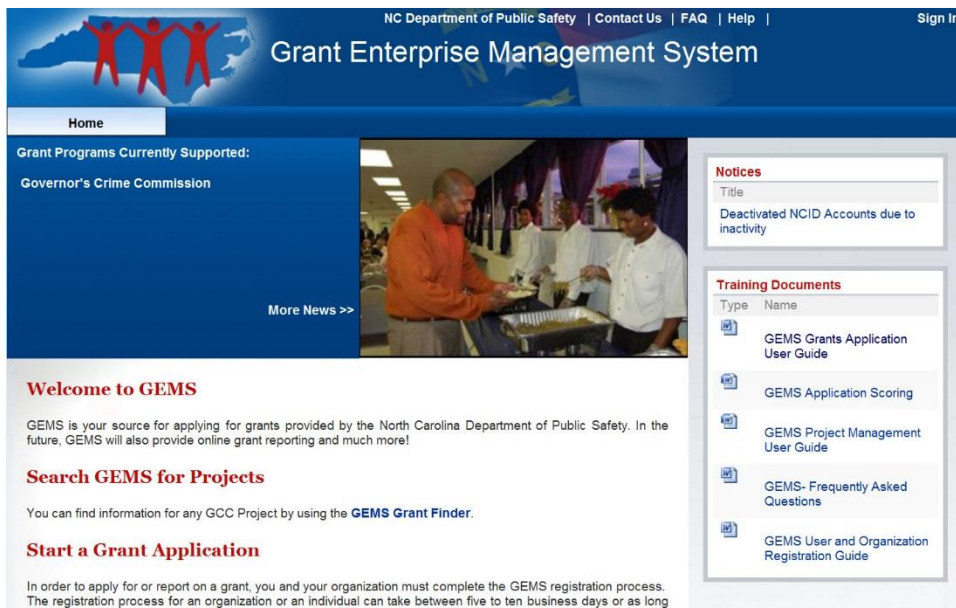 NC Department of Public Safety | Contact Us | FAQ | Help |
Sign In
Grant Enterprise Management System
Home
Grant Programs Currently Supported:
Governor's Crime Commission
More News >>
Notices
Title
Deactivated NCID Accounts due to
inactivity
Training Documents
Type Name
GEMS Grants Application
User Guide
GEMS Application Scoring
GEMS Project Management
User Guide
GEMS- Frequently Asked
Questions
GEMS User and Organization
Registration Guide
Welcome to GEMS
GEMS is your source for applying for grants provided by the North Carolina Department of Public Safety. In the
future, GEMS will also provide online grant reporting and much more!
Search GEMS for Projects
You can find information for any GCC Project by using the GEMS Grant Finder.
Start a Grant Application
In order to apply for or report on a grant, you and your organization must complete the GEMS registration process.
The registration process for an organization or an individual can take between five to ten business days or as long